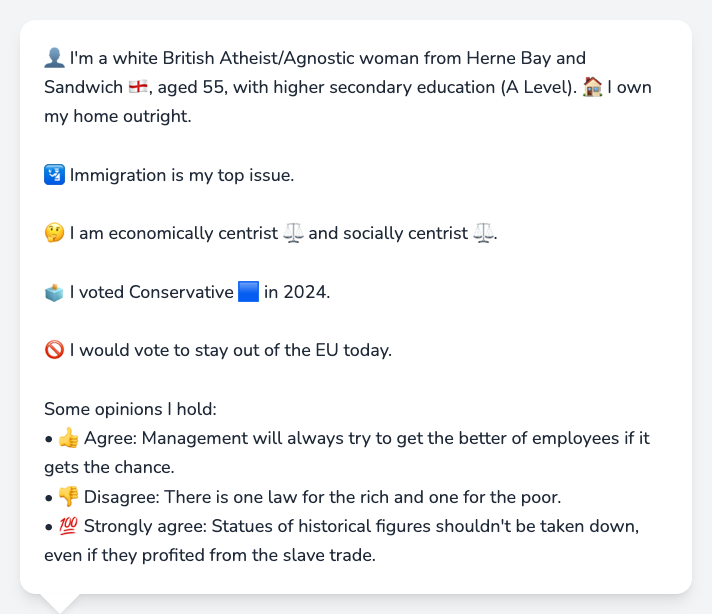 👤 I'm a white British Atheist/Agnostic woman from Herne Bay and
Sandwich 🏴󠁧󠁢󠁥󠁮󠁧󠁿, aged 55, with higher secondary education (A Level). 🏠 I own
my home outright.
🛂 Immigration is my top issue.
🤔 I am economically centrist ⚖️ and socially centrist ⚖️.
🗳️ I voted Conservative 🟦 in 2024.
🚫 I would vote to stay out of the EU today.
Some opinions I hold:
• 👍 Agree: Management will always try to get the better of employees if it
gets the chance.
• 👎 Disagree: There is one law for the rich and one for the poor.
• 💯 Strongly agree: Statues of historical figures shouldn't be taken down,
even if they profited from the slave trade.